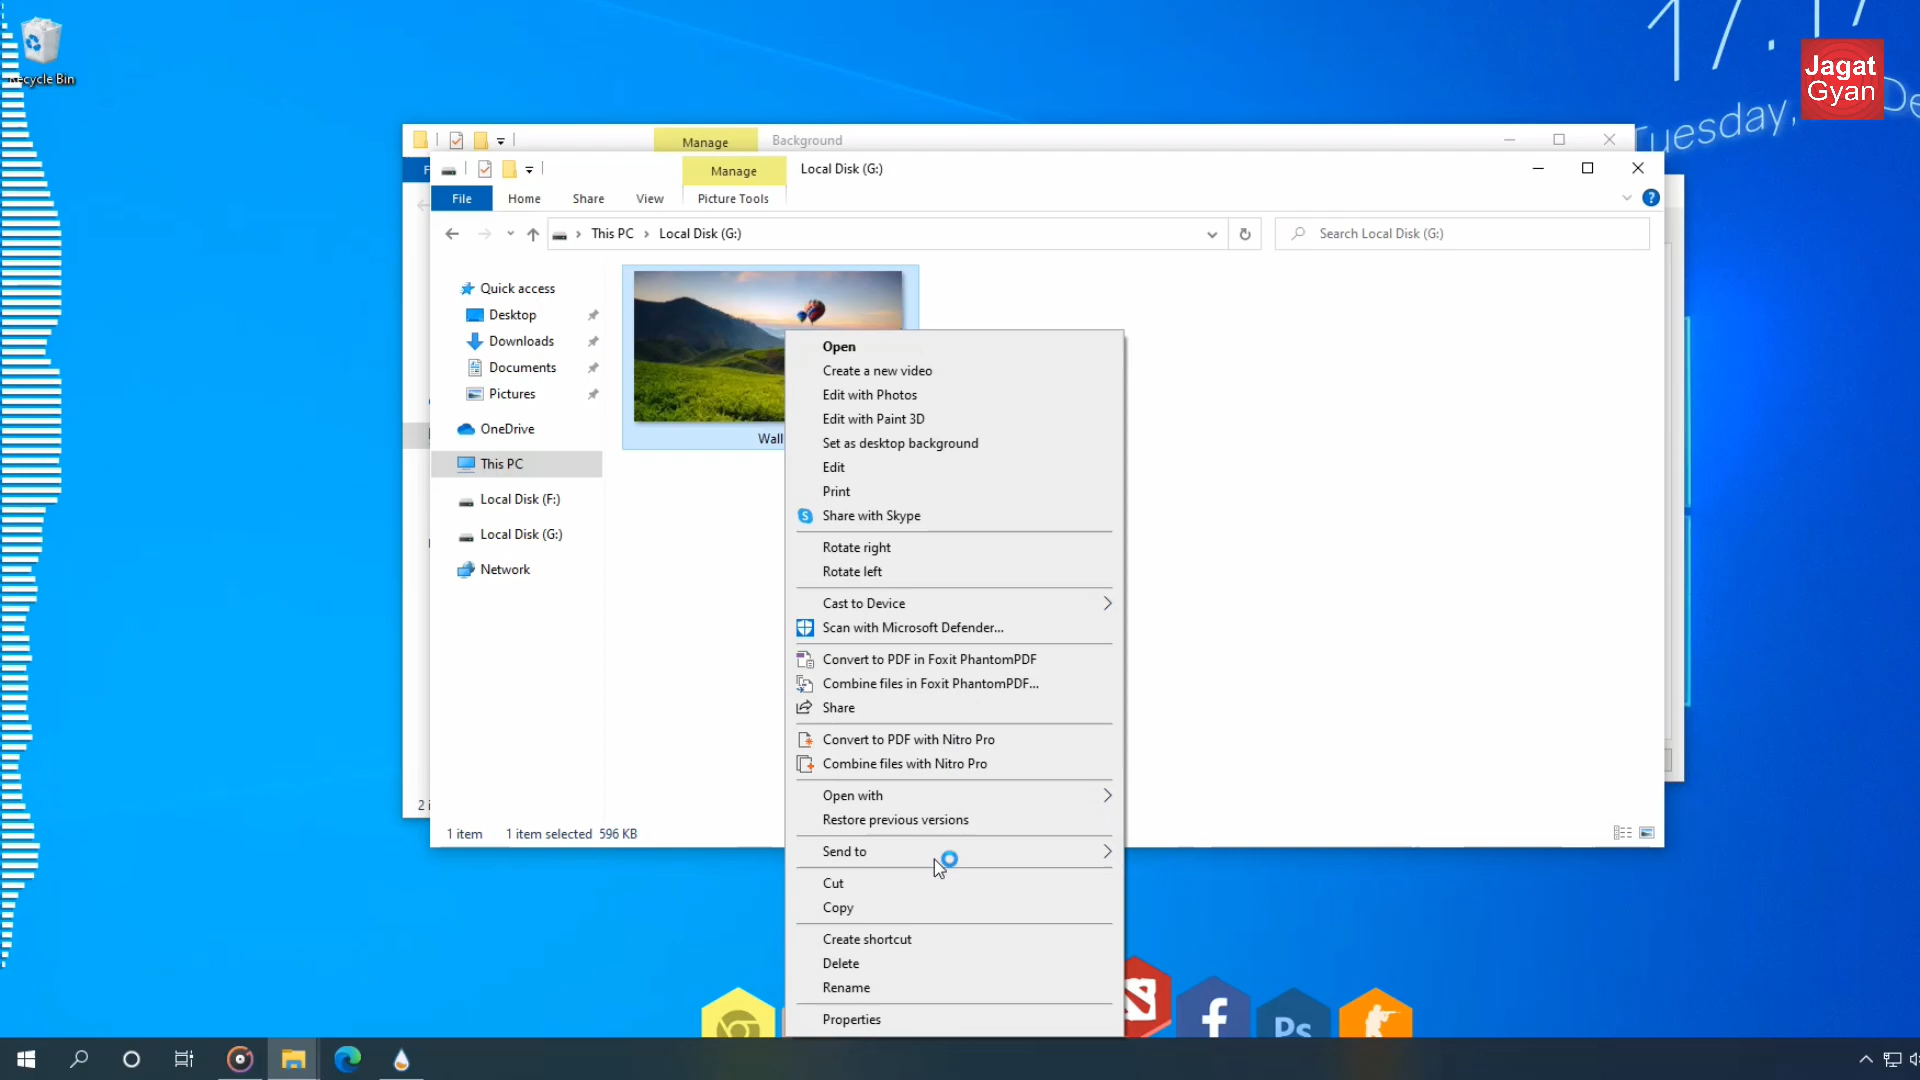 Recycle Bin
Jagat
Gyan
Tuesday,
Manage
Background
Manage
Local Disk (G:)
File
Home
Share
View
Picture Tools
This PC
Local Disk (G:)
Search Local Disk (G:)
Quick access
Desktop
Downloads
Documents
Pictures
OneDrive
This PC
Local Disk (F:)
Local Disk (G:)
Network
Wall
Open
Create a new video
Edit with Photos
Edit with Paint 3D
Set as desktop background
Edit
Print
Share with Skype
Rotate right
Rotate left
Cast to Device
Scan with Microsoft Defender...
Convert to PDF in Foxit PhantomPDF
Combine files in Foxit PhantomPDF...
Share
Convert to PDF with Nitro Pro
Combine files with Nitro Pro
Open with
Restore previous versions
Send to
Cut
Copy
Create shortcut
Delete
Rename
Properties
1 item
1 item selected 596 KB
Ps